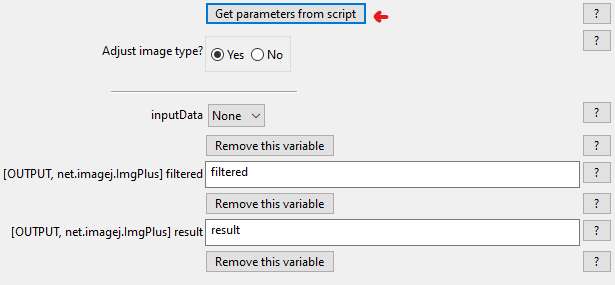 Get parameters from script ?
Adjust image type? Yes No ?
inputData None ?
Remove this variable ?
[OUTPUT, net.imagej.ImgPlus] filtered filtered ?
Remove this variable ?
[OUTPUT, net.imagej.ImgPlus] result result ?
Remove this variable ?